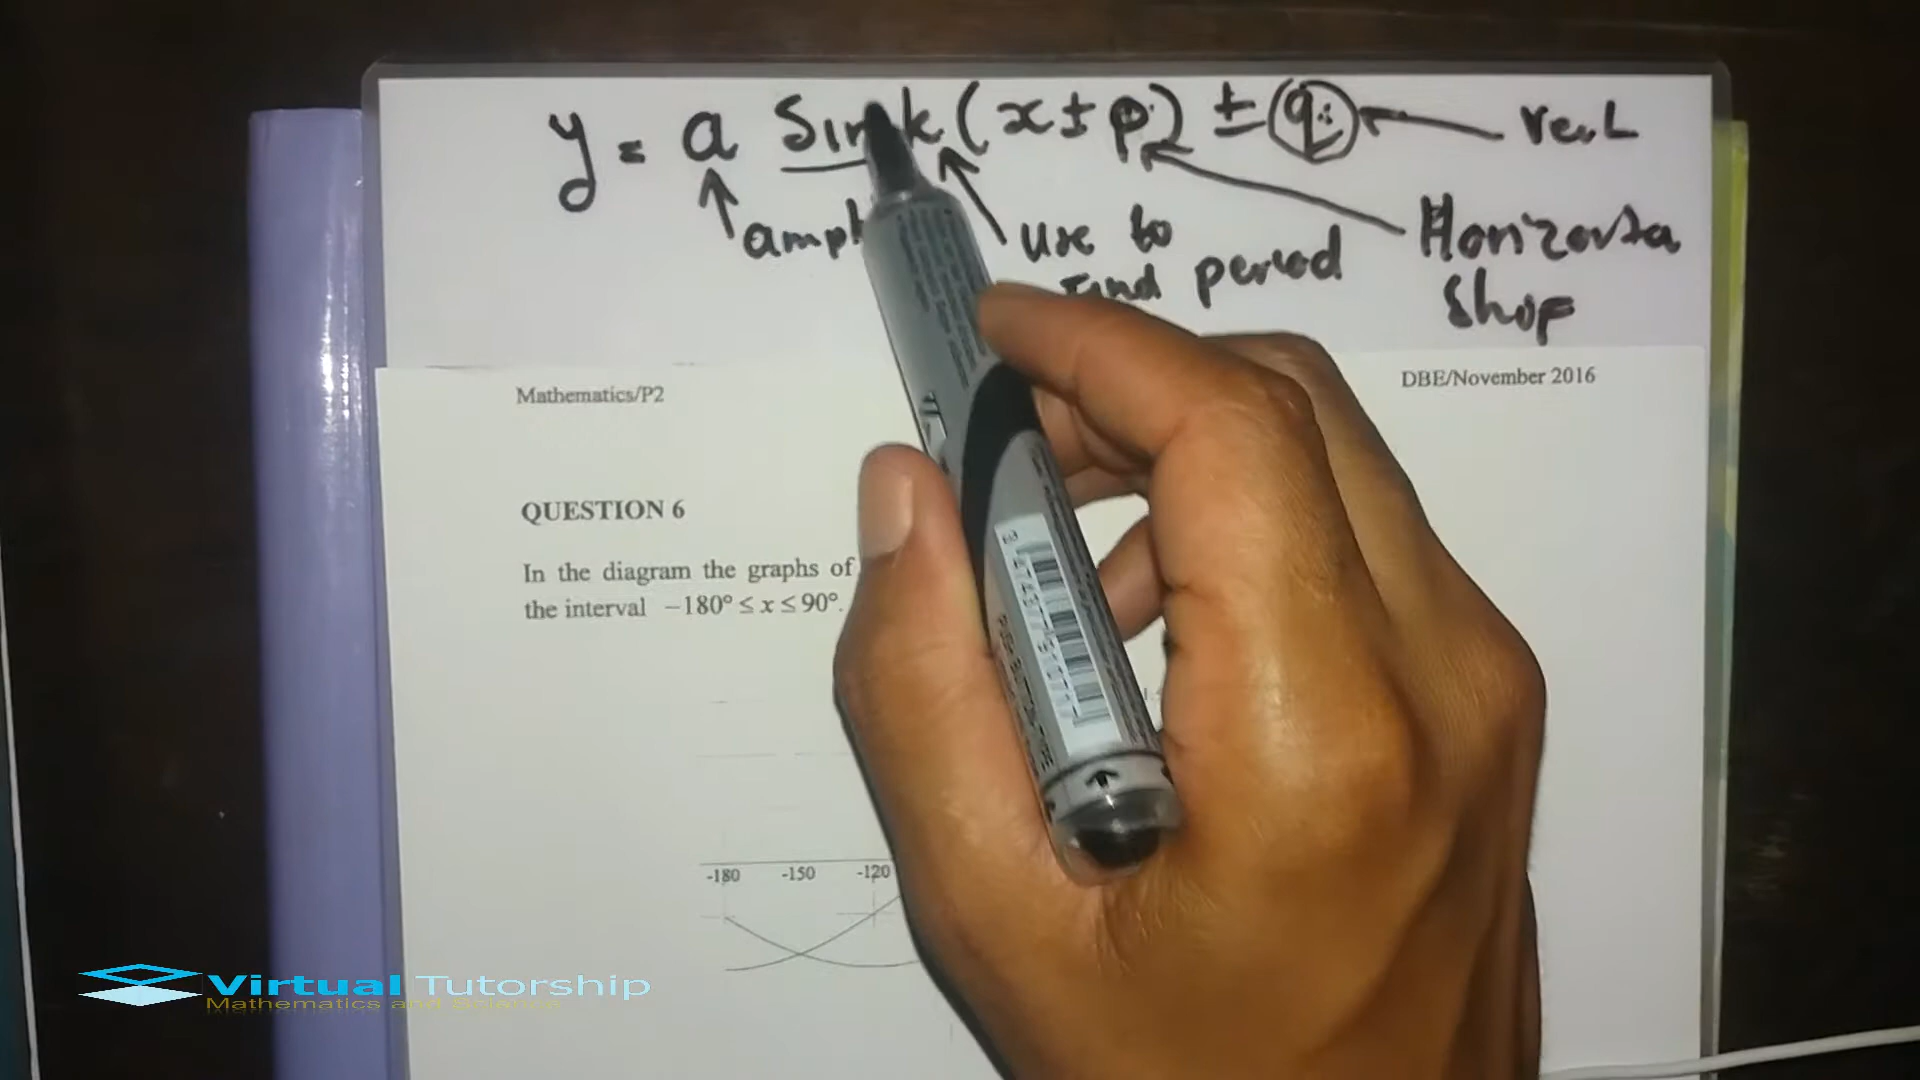 y = a Sin k (x ± p) ± q
ampl
use to
Find period
Horizonta
Shof
Mathematics/P2
DBE/November 2016
QUESTION 6
In the diagram the graphs of
the interval −180° ≤ x ≤ 90°.
-180 -150 -120
Virtual Tutorship
Mathematics and Science